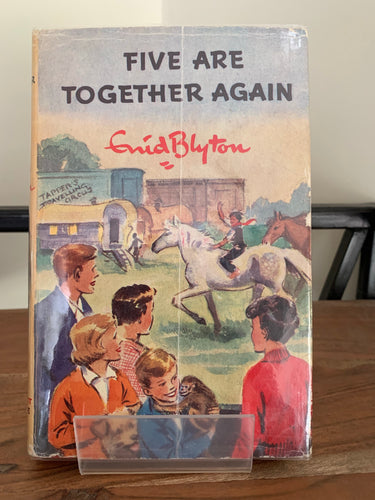 FIVE ARE
TOGETHER AGAIN
Enid Blyton
TAPPER'S
TRAVELLING
CIRCUS